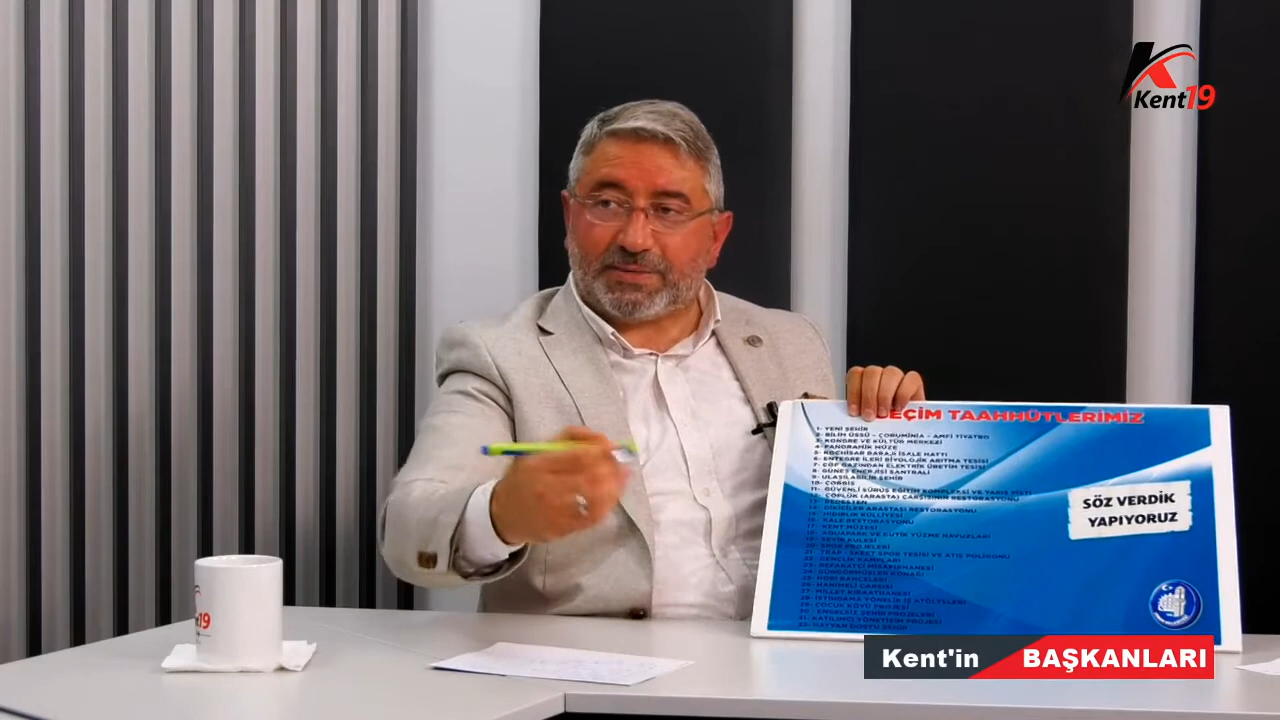 Kent19
SEÇİM TAAHHÜTLERİMİZ
1- YENİ ŞEHİR
2- BİLİM ÜSSÜ - ÇORUMİNİA - AMFİ TİYATRO
3- KONGRE VE KÜLTÜR MERKEZİ
4- PANORAMİK MÜZE
5- KOÇHİSAR BARAJI İSALE HATTI
6- ENTEGRE İLERİ BİYOLOJİK ARITMA TESİSİ
7- ÇÖP GAZINDAN ELEKTRİK ÜRETİM TESİSİ
8- GÜNEŞ ENERJİSİ SANTRALİ
9- ULAŞILABİLİR ŞEHİR
10- ÇORBİS
11- GÜVENLİ SÜRÜŞ EĞİTİM KOMPLEKSİ VE YARIŞ PİSTİ
12- ÇÖPLÜK (ARASTA) ÇARŞISININ RESTORASYONU
13- BEDESTEN
14- DİKİCİLER ARASTASI RESTORASYONU
15- HIDIRLIK KÜLLİYESİ
16- KALE RESTORASYONU
17- KENT MÜZESİ
18- AQUAPARK VE BUTİK YÜZME HAVUZLARI
19- SEYİR KULESİ
20- SPOR PROJELERİ
21- TRAP - SKEET SPOR TESİSİ VE ATIŞ POLİGONU
22- GENÇLİK KAMPLARI
23- REFAKATÇİ MİSAFİRHANESİ
24- GÜNGÖRMÜŞLER KONAĞI
25- HOBİ BAHÇELERİ
26- HANIMELİ ÇARŞISI
27- MİLLET KIRAATHANESİ
28- İSTİHDAMA YÖNELİK İŞ ATÖLYELERİ
29- ÇOCUK KÖYÜ PROJESİ
30- ENGELSİZ ŞEHİR PROJELERİ
31- KATILIMCI YÖNETİŞİM PROJESİ
32- HAYVAN DOSTU ŞEHİR
SÖZ VERDİK
YAPIYORUZ
Kent'in BAŞKANLARI